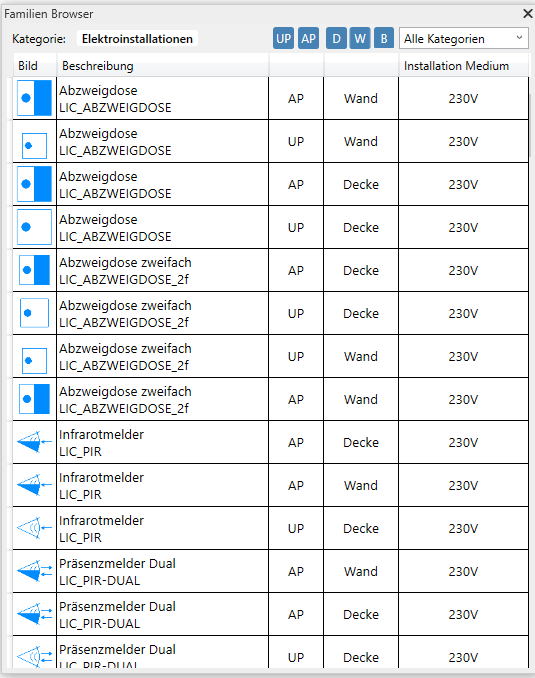 Familien Browser
Kategorie: Elektroinstallationen UP AP D W B Alle Kategorien
Bild Beschreibung Installation Medium
Abzweigdose
LIC_ABZWEIGDOSE AP Wand 230V
Abzweigdose
LIC_ABZWEIGDOSE UP Wand 230V
Abzweigdose
LIC_ABZWEIGDOSE AP Decke 230V
Abzweigdose
LIC_ABZWEIGDOSE UP Decke 230V
Abzweigdose zweifach
LIC_ABZWEIGDOSE_2f AP Decke 230V
Abzweigdose zweifach
LIC_ABZWEIGDOSE_2f UP Decke 230V
Abzweigdose zweifach
LIC_ABZWEIGDOSE_2f UP Wand 230V
Abzweigdose zweifach
LIC_ABZWEIGDOSE_2f AP Wand 230V
Infrarotmelder
LIC_PIR AP Decke 230V
Infrarotmelder
LIC_PIR AP Wand 230V
Infrarotmelder
LIC_PIR UP Decke 230V
Präsenzmelder Dual
LIC_PIR-DUAL AP Wand 230V
Präsenzmelder Dual
LIC_PIR-DUAL AP Decke 230V
Präsenzmelder Dual
LIC_PIR-DUAL UP Decke 230V